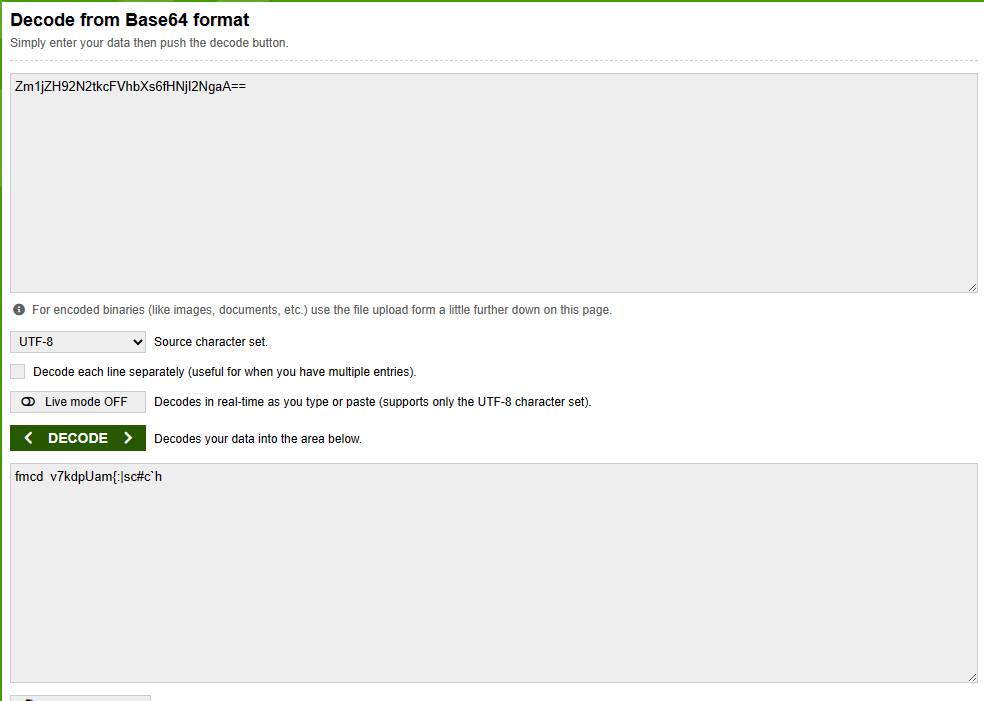 Decode from Base64 format
Simply enter your data then push the decode button.
Zm1jZH92N2tkcFVhbXs6fHNjI2NgaA==
For encoded binaries (like images, documents, etc.) use the file upload form a little further down on this page.
UTF-8 Source character set.
Decode each line separately (useful for when you have multiple entries).
Live mode OFF Decodes in real-time as you type or paste (supports only the UTF-8 character set).
DECODE Decodes your data into the area below.
fmcd v7kdpUam{:|sc#c`h